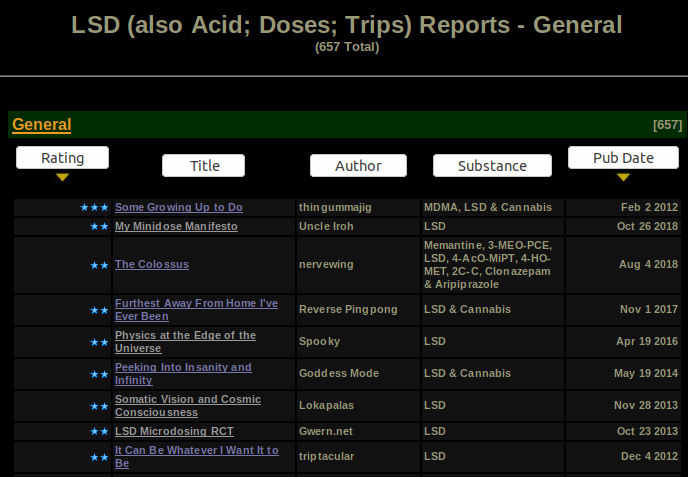 LSD (also Acid; Doses; Trips) Reports - General
(657 Total)
General [657]
Rating Title Author Substance Pub Date
Some Growing Up to Do thingummajig MDMA, LSD & Cannabis Feb 2 2012
My Minidose Manifesto Uncle Iroh LSD Oct 26 2018
The Colossus nervewing Memantine, 3-MEO-PCE,
LSD, 4-AcO-MiPT, 4-HO-
MET, 2C-C, Clonazepam
& Aripiprazole Aug 4 2018
Furthest Away From Home I've
Ever Been Reverse Pingpong LSD & Cannabis Nov 1 2017
Physics at the Edge of the
Universe Spooky LSD Apr 19 2016
Peeking Into Insanity and
Infinity Goddess Mode LSD & Cannabis May 19 2014
Somatic Vision and Cosmic
Consciousness Lokapalas LSD Nov 28 2013
LSD Microdosing RCT Gwern.net LSD Oct 23 2013
It Can Be Whatever I Want It to
Be triptacular LSD Dec 4 2012